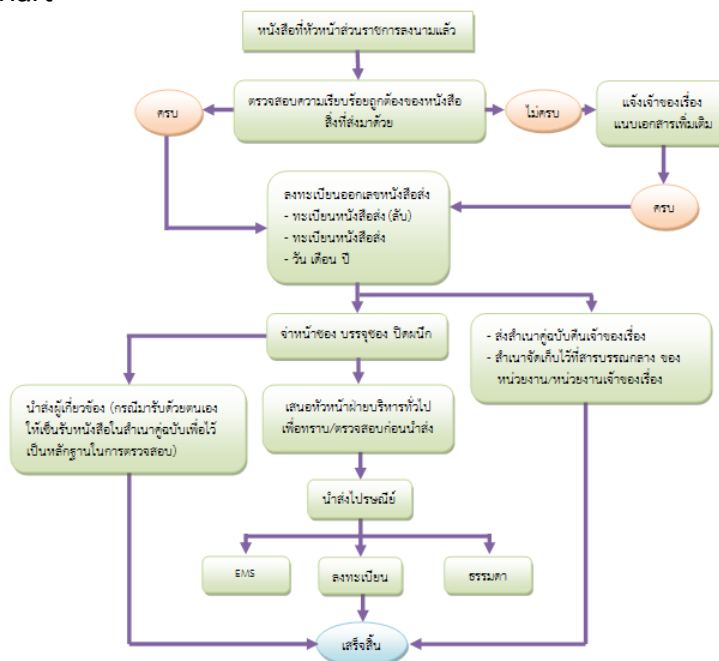 หนังสือที่หัวหน้าส่วนราชการลงนามแล้ว
ครบ
ตรวจสอบความเรียบร้อยถูกต้องของหนังสือ
สิ่งที่ส่งมาด้วย
ไม่ครบ
แจ้งเจ้าของเรื่อง
แนบเอกสารเพิ่มเติม
ลงทะเบียนออกเลขหนังสือส่ง
- ทะเบียนหนังสือส่ง (ลับ)
- ทะเบียนหนังสือส่ง
- วัน เดือน ปี
ครบ
จ่าหน้าซอง บรรจุซอง ปิดผนึก
- ส่งสำเนาคู่ฉบับคืนเจ้าของเรื่อง
- สำเนาจัดเก็บไว้ที่สารบรรณกลาง ของ
หน่วยงาน/หน่วยงานเจ้าของเรื่อง
นำส่งผู้เกี่ยวข้อง (กรณีมารับด้วยตนเอง
ให้เซ็นรับหนังสือในสำเนาคู่ฉบับเพื่อไว้
เป็นหลักฐานในการตรวจสอบ)
เสนอหัวหน้าฝ่ายบริหารทั่วไป
เพื่อทราบ/ตรวจสอบก่อนนำส่ง
นำส่งไปรษณีย์
EMS
ลงทะเบียน
ธรรมดา
เสร็จสิ้น